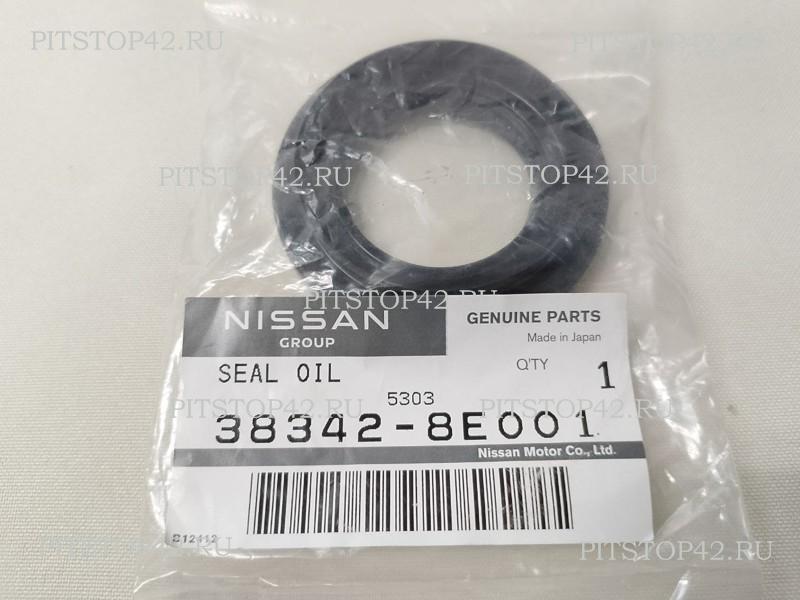 PITSTOP42.RU PITSTOP42.RU
PITSTOP42.RU PITSTOP42.RU
PITSTOP42.RU
NISSAN
GROUP
GENUINE PARTS
Made in Japan
SEAL OIL
Q'TY 1
5303
PITSTOP42.RU PITSTOP42.RU
38342-8E001
Nissan Motor Co., Ltd.
B12412
PITSTOP42.RU PITSTOP42.RU